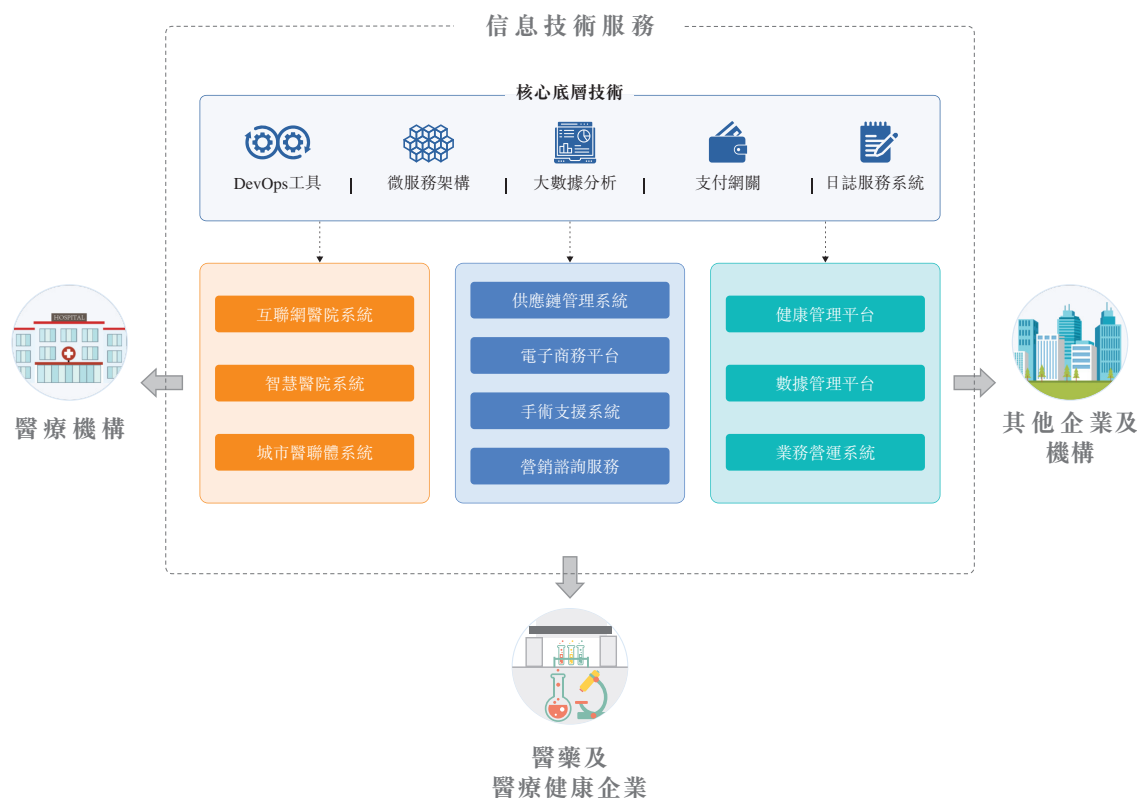 信息技術服務
核心底層技術
DevOps工具 | 微服務架構 | 大數據分析 | 支付網關 | 日誌服務系統
互聯網醫院系統
智慧醫院系統
城市醫聯體系統
供應鏈管理系統
電子商務平台
手術支援系統
營銷諮詢服務
健康管理平台
數據管理平台
業務營運系統
HOSPITAL
醫療機構
其他企業及
機構
醫藥及
醫療健康企業